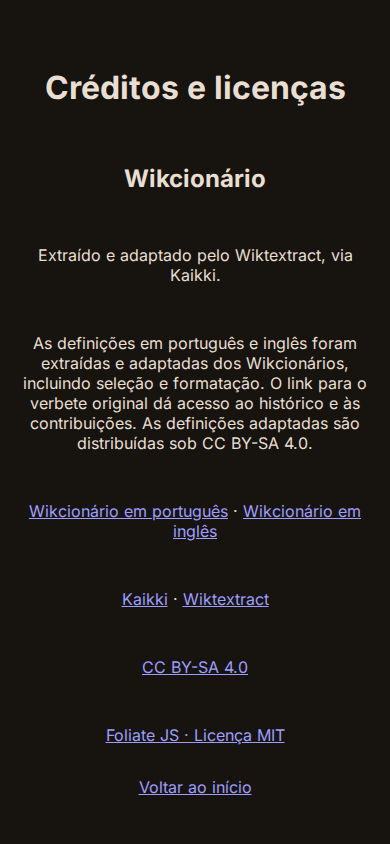 Créditos e licenças
Wikcionário
Extraído e adaptado pelo Wiktextract, via
Kaikki.
As definições em português e inglês foram
extraídas e adaptadas dos Wikcionários,
incluindo seleção e formatação. O link para o
verbete original dá acesso ao histórico e às
contribuições. As definições adaptadas são
distribuídas sob CC BY-SA 4.0.
Wikcionário em português · Wikcionário em
inglês
Kaikki · Wiktextract
CC BY-SA 4.0
Foliate JS · Licença MIT
Voltar ao início